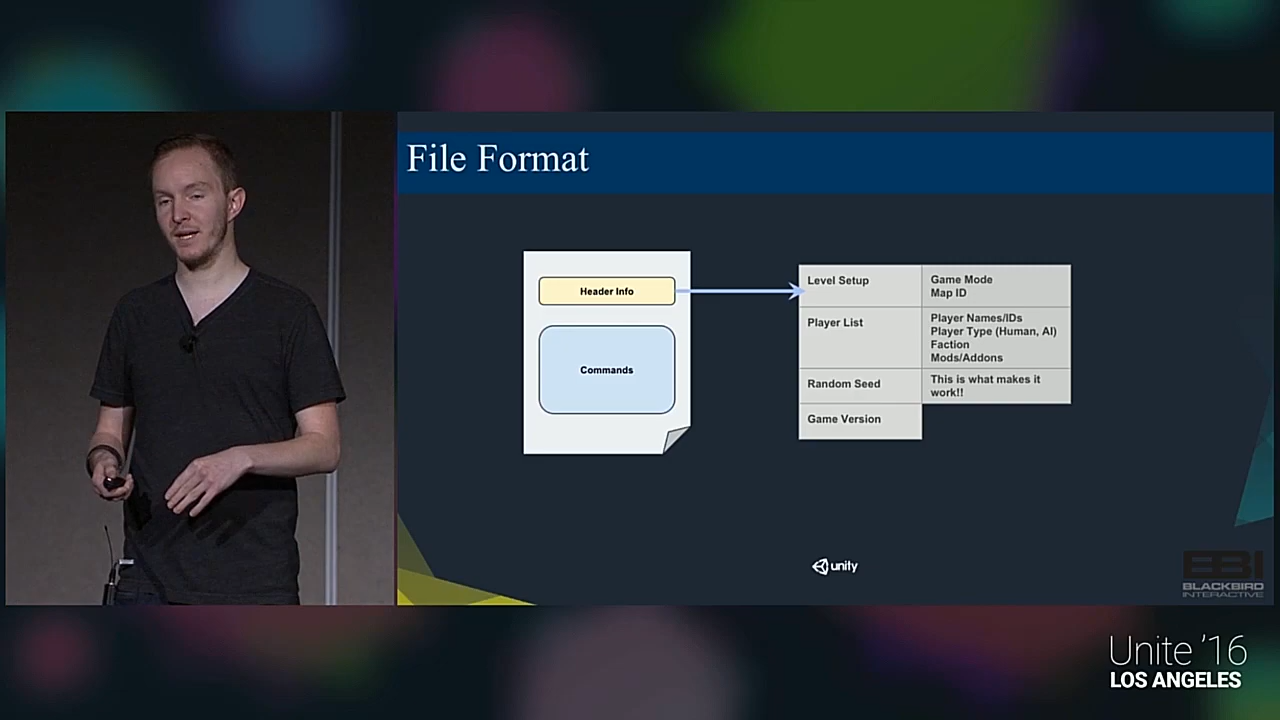 File Format
Header Info
Commands
Level Setup
Game Mode
Map ID
Player List
Player Names/IDs
Player Type (Human, AI)
Faction
Mods/Addons
Random Seed
This is what makes it
work!!
Game Version
unity
BBI
BLACKBIRD
INTERACTIVE
Unite '16
LOS ANGELES